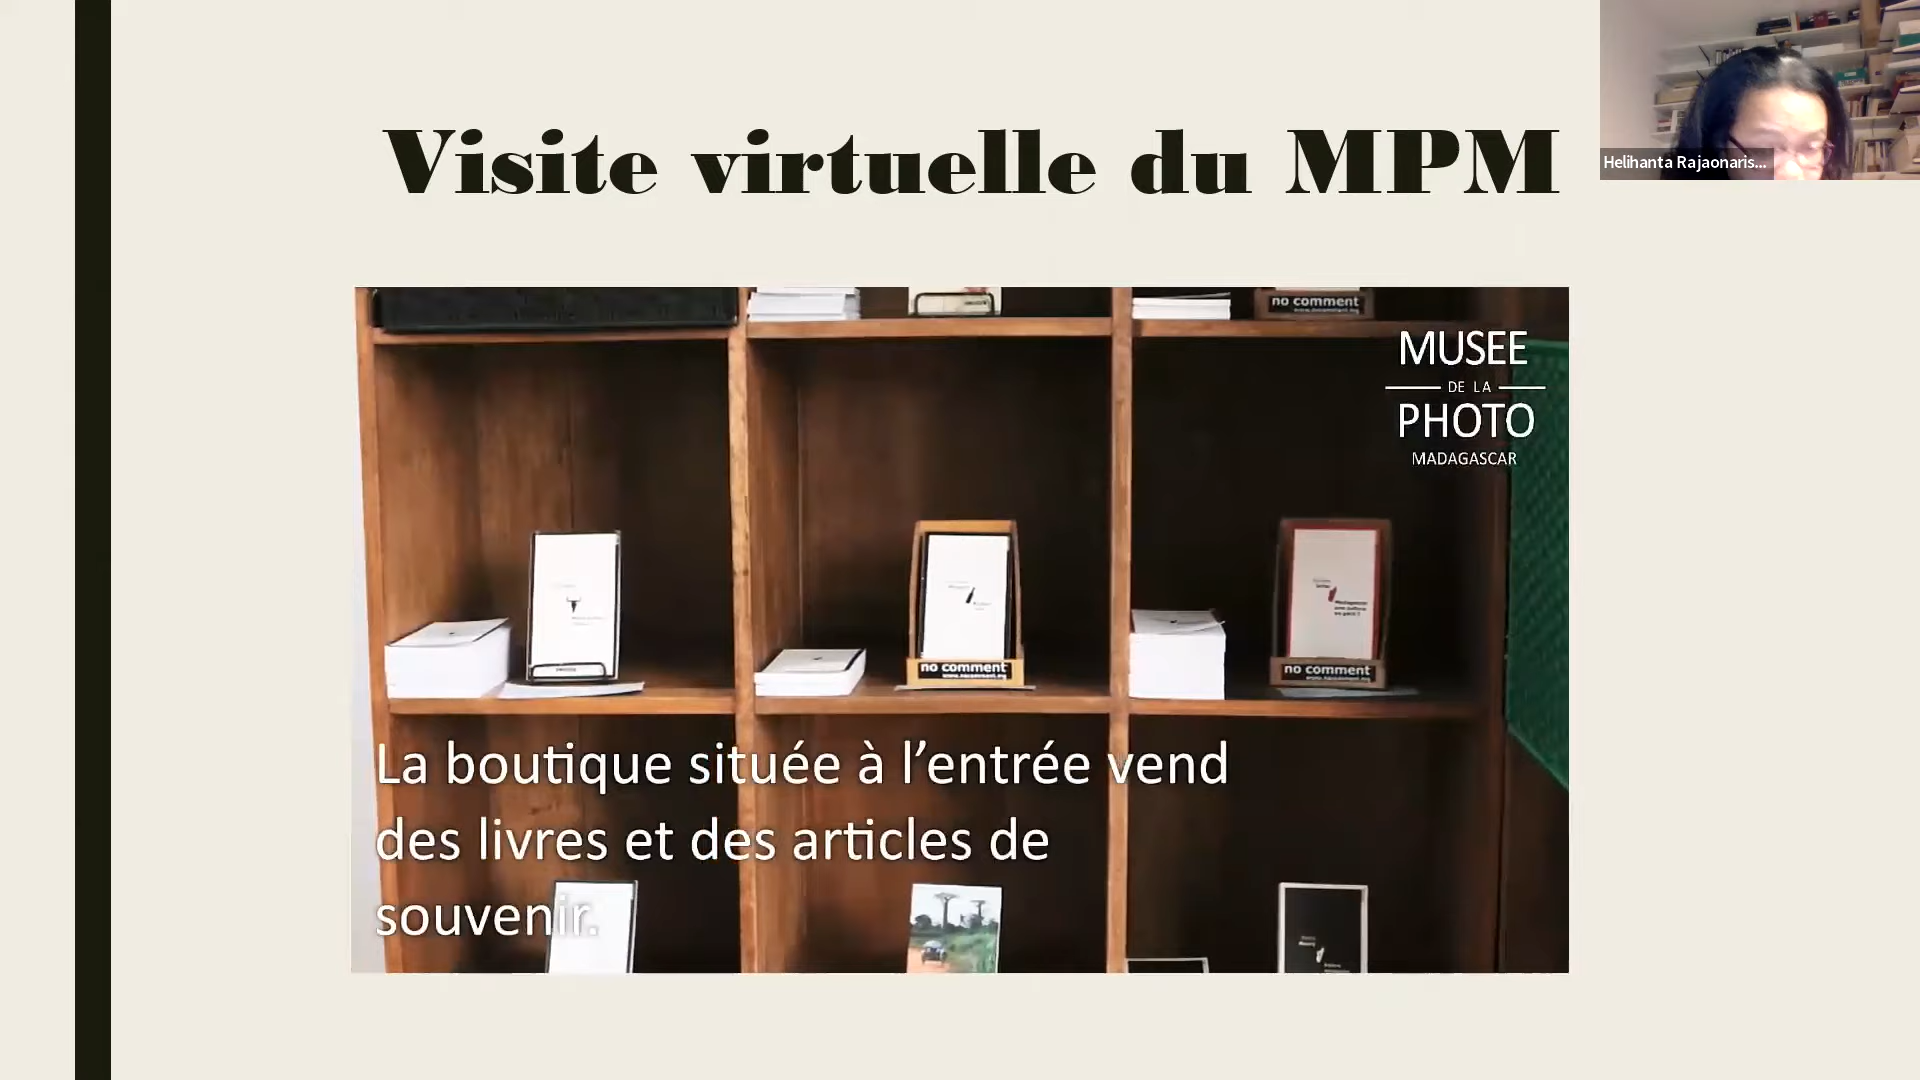 Visite virtuelle du MPM
Helihanta Rajaonaris...
no comment
MUSEE
DE LA
PHOTO
MADAGASCAR
no comment
no comment
La boutique située à l’entrée vend
des livres et des articles de
souvenir.